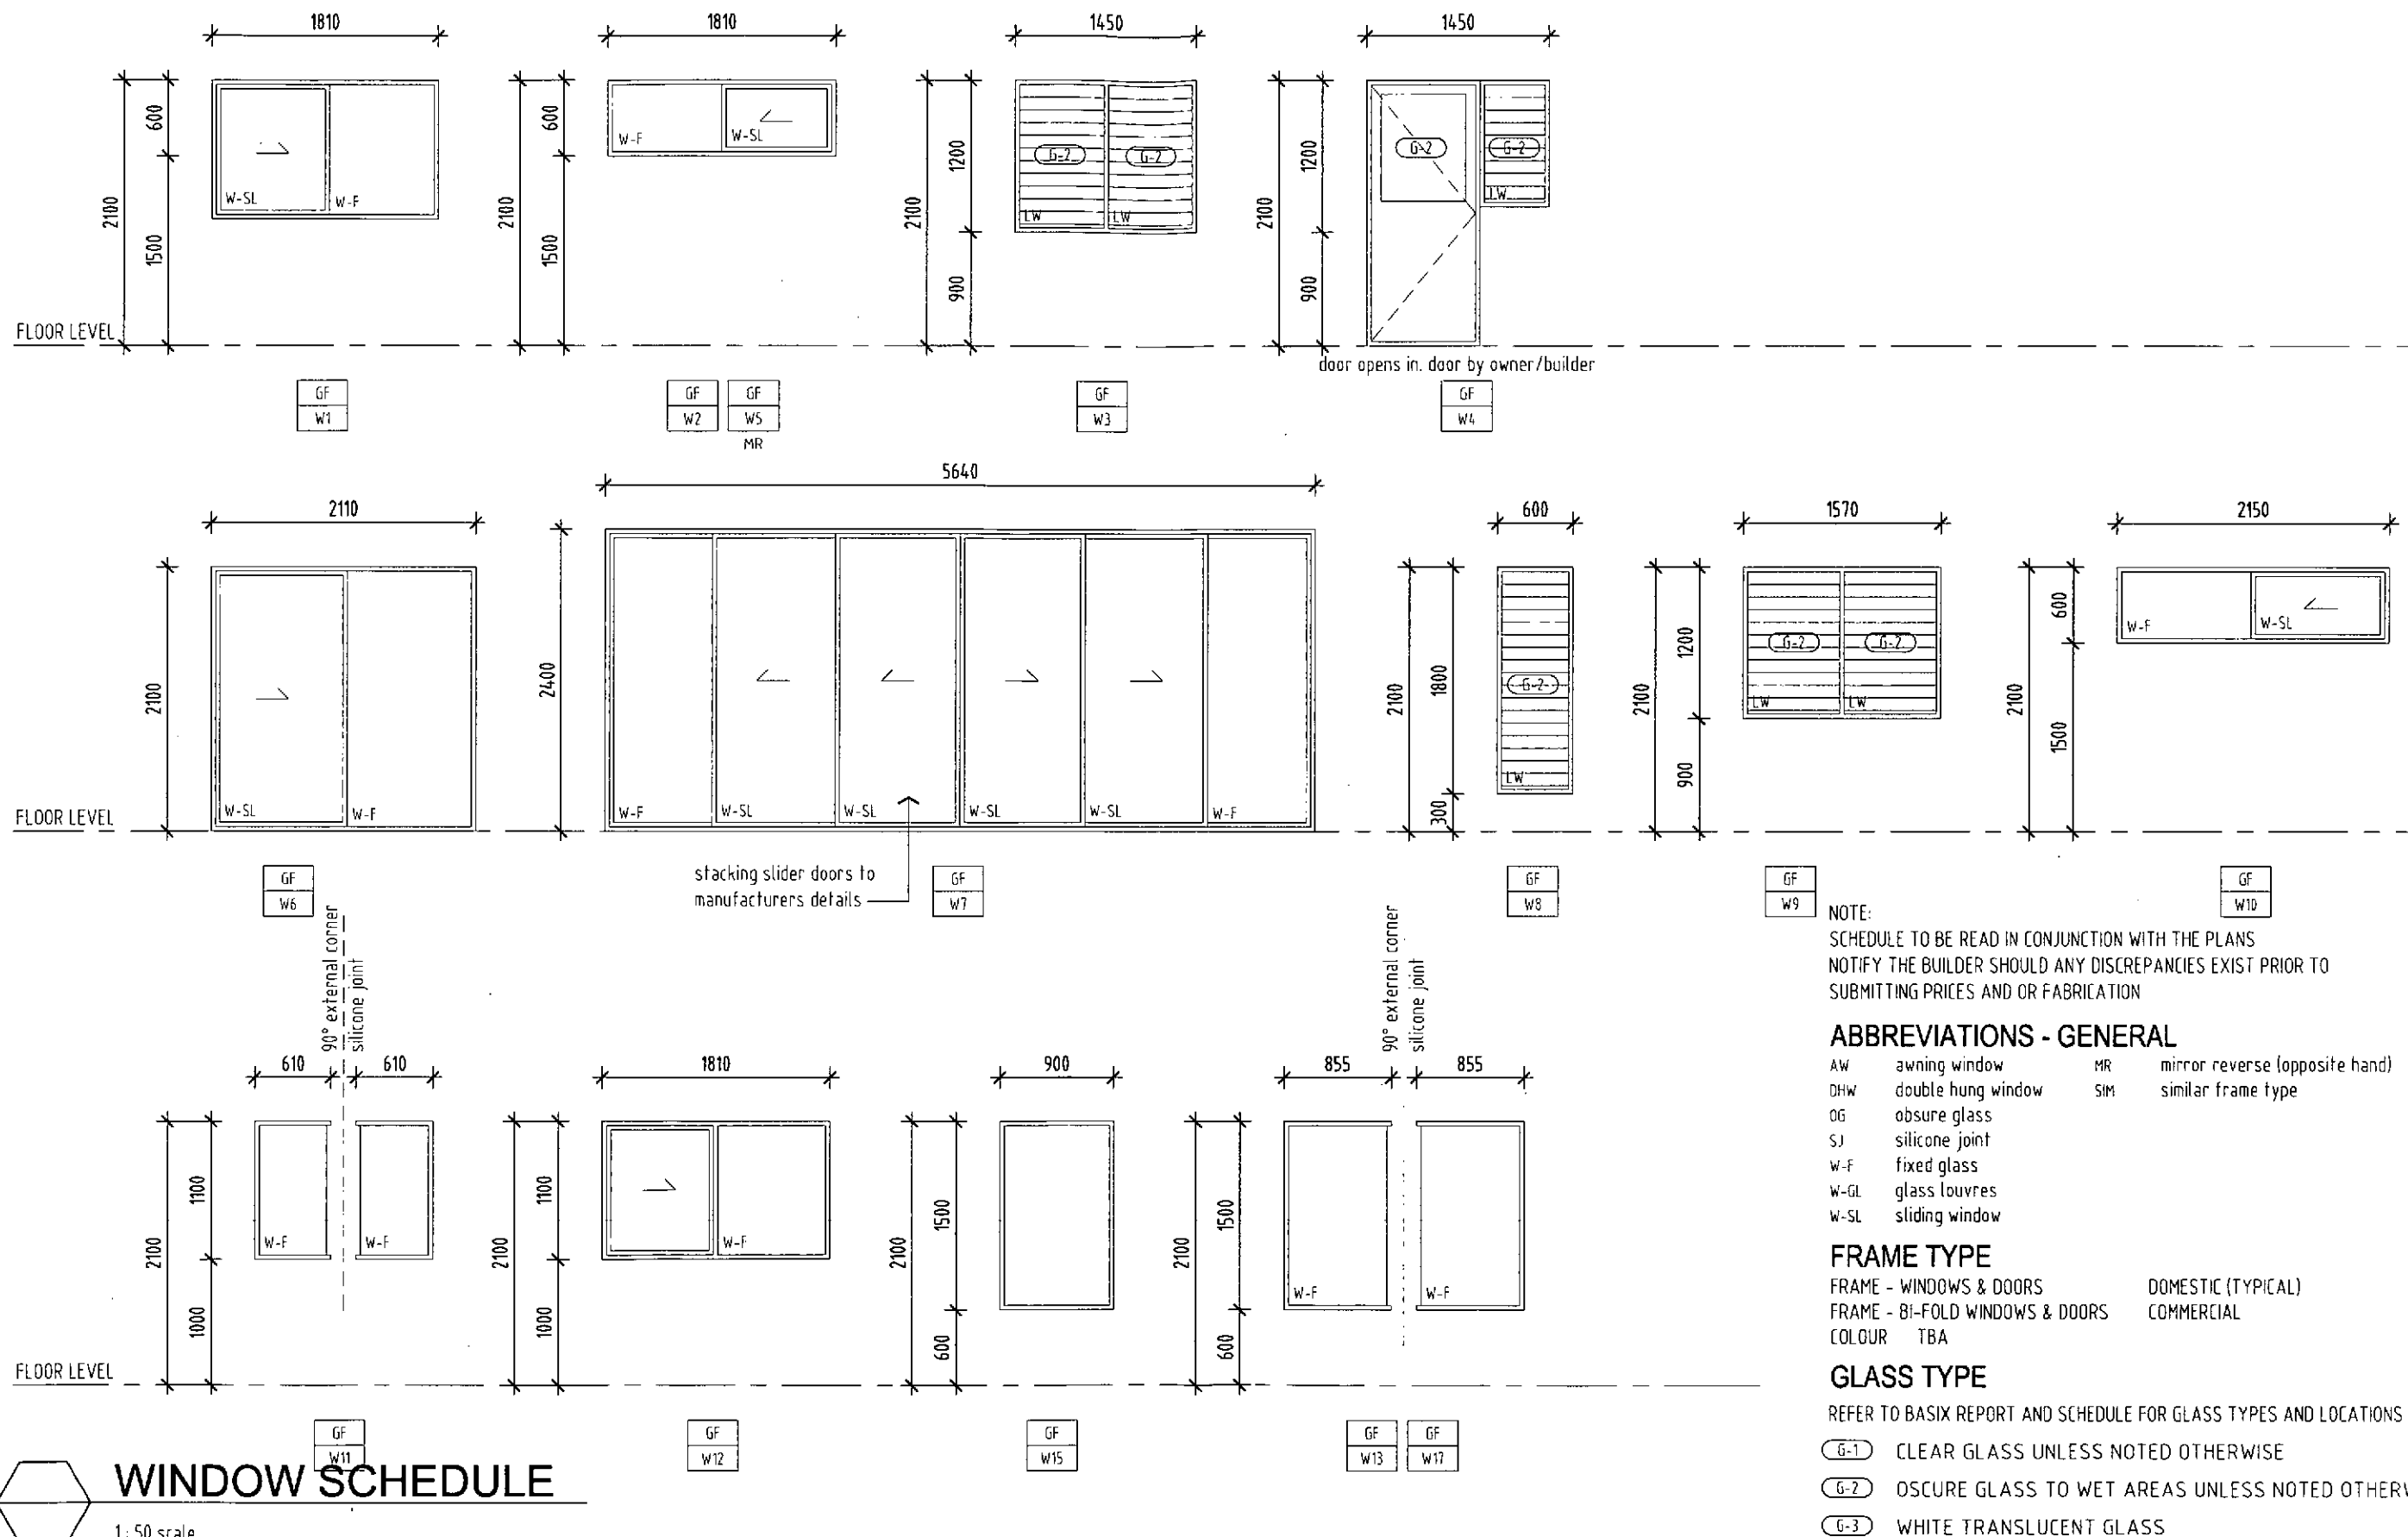 1810
1810
1450
1450
600
1500
2100
W-SL
W-F
600
1500
2100
W-F
W-SL
1200
900
2100
G-2
G-2
LW
LW
1200
900
2100
G-2
G-2
LW
FLOOR LEVEL
door opens in. door by owner/builder
GF
W1
GF
W2
GF
W5
MR
GF
W3
GF
W4
2110
5640
600
1570
2150
2100
W-SL
W-F
2400
W-F
W-SL
W-SL
W-SL
W-SL
W-F
2100
1800
300
G-2
LW
2100
1200
900
G-2
G-2
LW
LW
2100
600
1500
W-F
W-SL
FLOOR LEVEL
GF
W6
stacking slider doors to
manufacturers details
GF
W7
GF
W8
GF
W9
GF
W10
90° external corner
silicone joint
90° external corner
silicone joint
610
610
1810
900
855
855
2100
1100
1000
W-F
W-F
2100
1100
1000
W-F
2100
1500
600
2100
1500
600
W-F
W-F
FLOOR LEVEL
GF
W11
GF
W12
GF
W15
GF
W13
GF
W17
NOTE:
SCHEDULE TO BE READ IN CONJUNCTION WITH THE PLANS
NOTIFY THE BUILDER SHOULD ANY DISCREPANCIES EXIST PRIOR TO
SUBMITTING PRICES AND OR FABRICATION
ABBREVIATIONS - GENERAL
AW awning window MR mirror reverse (opposite hand)
DHW double hung window SIM similar frame type
OG obsure glass
SJ silicone joint
W-F fixed glass
W-GL glass louvres
W-SL sliding window
FRAME TYPE
FRAME - WINDOWS & DOORS DOMESTIC (TYPICAL)
FRAME - BI-FOLD WINDOWS & DOORS COMMERCIAL
COLOUR TBA
GLASS TYPE
REFER TO BASIX REPORT AND SCHEDULE FOR GLASS TYPES AND LOCATIONS
G-1 CLEAR GLASS UNLESS NOTED OTHERWISE
G-2 OSCURE GLASS TO WET AREAS UNLESS NOTED
G-3 WHITE TRANSLUCENT GLASS
WINDOW SCHEDULE
1:50 scale